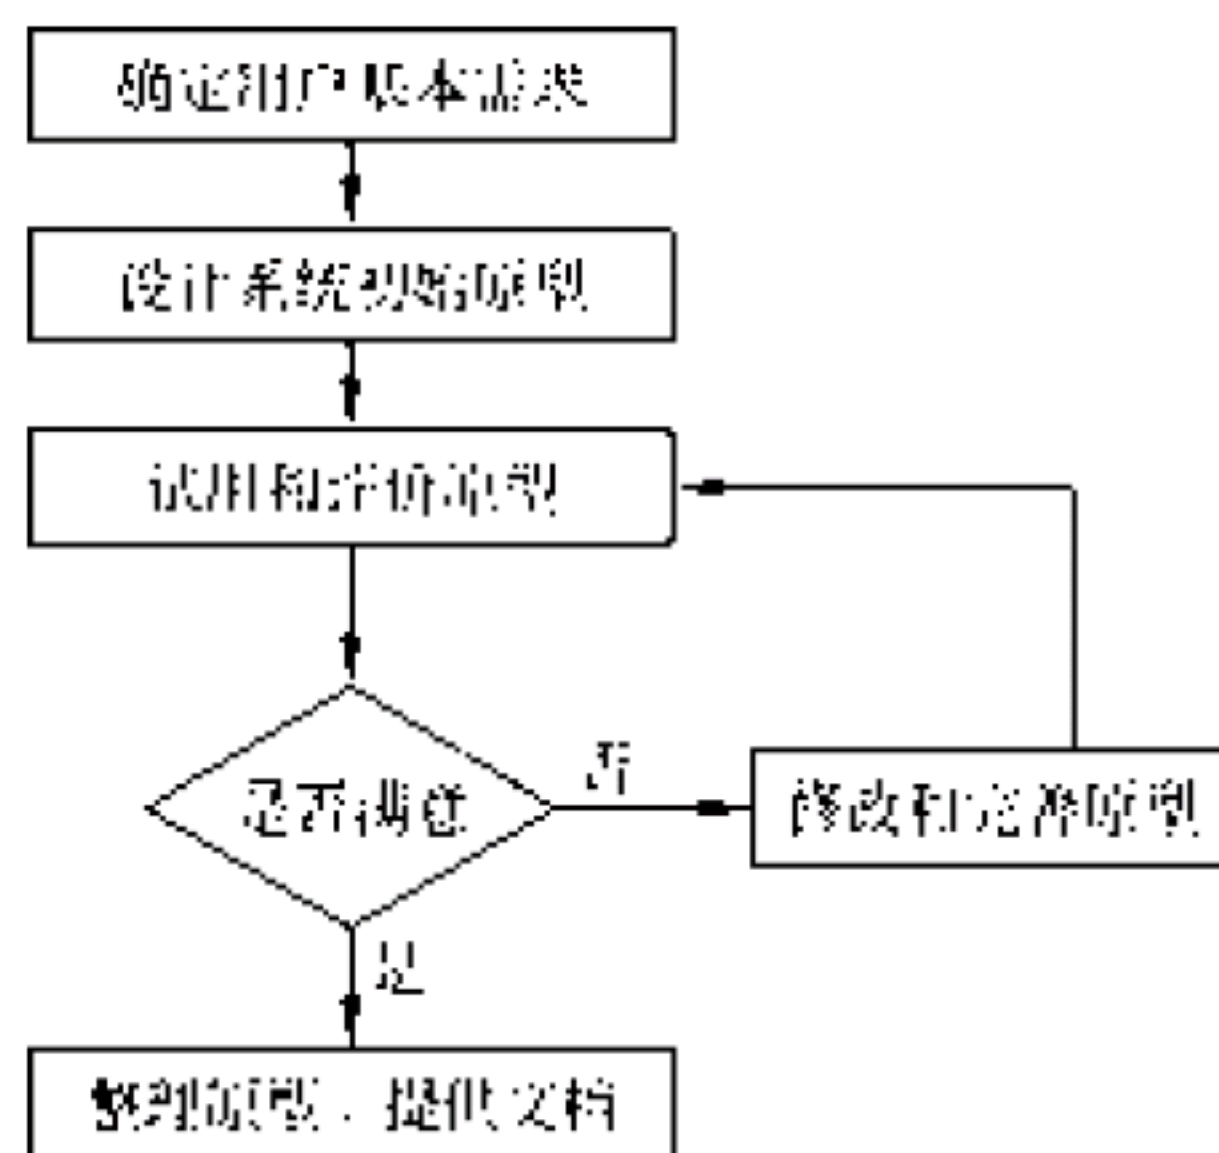 确定用户基本需求
设计系统初始原型
试用和评价原型
否
是否满意
修改和完善原型
是
整理原型、提供文档